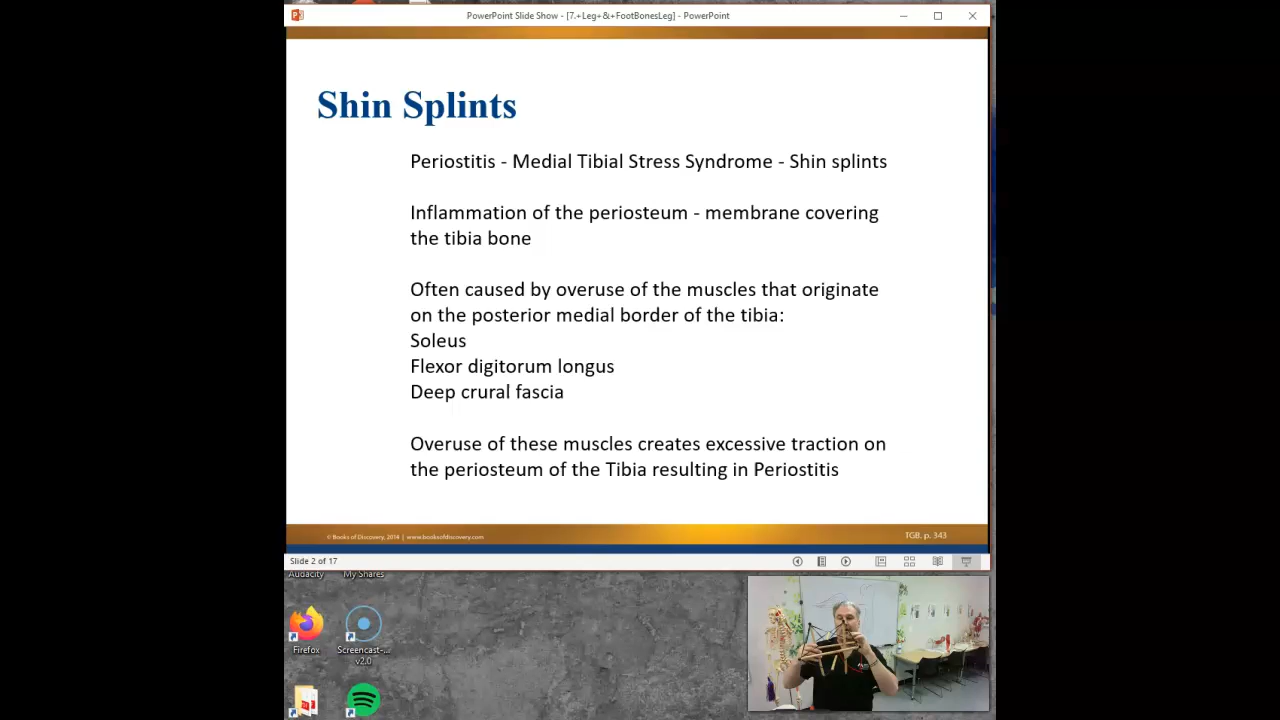 PowerPoint Slide Show - [7.+Leg+&+FootBonesLeg] - PowerPoint
Shin Splints
Periostitis - Medial Tibial Stress Syndrome - Shin splints
Inflammation of the periosteum - membrane covering
the tibia bone
Often caused by overuse of the muscles that originate
on the posterior medial border of the tibia:
Soleus
Flexor digitorum longus
Deep crural fascia
Overuse of these muscles creates excessive traction on
the periosteum of the Tibia resulting in Periostitis
© Books of Discovery, 2014 | www.booksofdiscovery.com
TGB. p. 343
Slide 2 of 17
Audacity
My Shares
Firefox
Screencast-...
v2.0